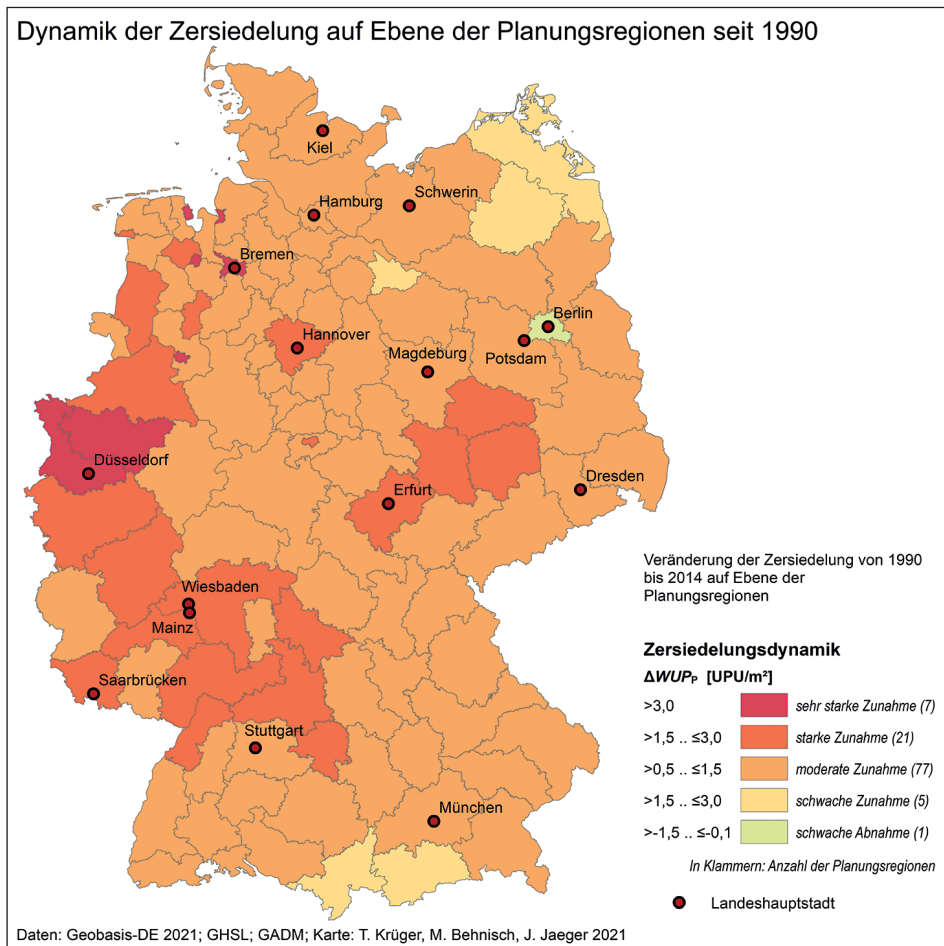 Dynamik der Zersiedelung auf Ebene der Planungsregionen seit 1990
Kiel
Schwerin
Hamburg
Bremen
Berlin
Hannover
Magdeburg
Potsdam
Düsseldorf
Dresden
Erfurt
Wiesbaden
Mainz
Saarbrücken
Stuttgart
München
Veränderung der Zersiedelung von 1990
bis 2014 auf Ebene der
Planungsregionen
Zersiedelungsdynamik
ΔWUPP [UPU/m²]
>3,0 sehr starke Zunahme (7)
>1,5 .. ≤3,0 starke Zunahme (21)
>0,5 .. ≤1,5 moderate Zunahme (77)
>1,5 .. ≤3,0 schwache Zunahme (5)
>-1,5 .. ≤-0,1 schwache Abnahme (1)
In Klammern: Anzahl der Planungsregionen
Landeshauptstadt
Daten: Geobasis-DE 2021; GHSL; GADM; Karte: T. Krüger, M. Behnisch, J. Jaeger 2021